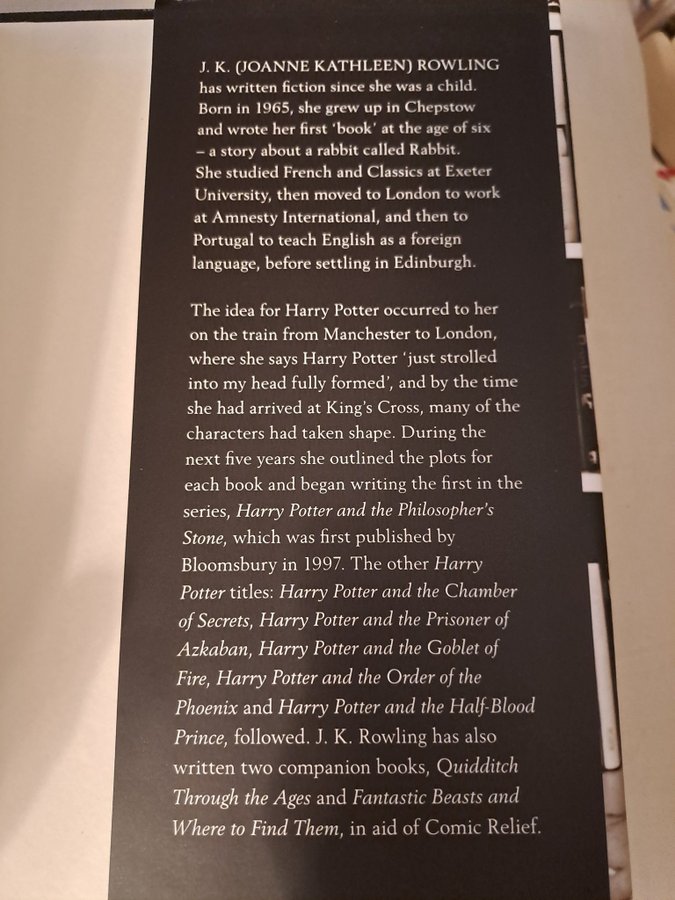 J. K. (JOANNE KATHLEEN) ROWLING
has written fiction since she was a child.
Born in 1965, she grew up in Chepstow
and wrote her first ‘book’ at the age of six
– a story about a rabbit called Rabbit.
She studied French and Classics at Exeter
University, then moved to London to work
at Amnesty International, and then to
Portugal to teach English as a foreign
language, before settling in Edinburgh.
The idea for Harry Potter occurred to her
on the train from Manchester to London,
where she says Harry Potter ‘just strolled
into my head fully formed’, and by the time
she had arrived at King’s Cross, many of the
characters had taken shape. During the
next five years she outlined the plots for
each book and began writing the first in the
series, Harry Potter and the Philosopher’s
Stone, which was first published by
Bloomsbury in 1997. The other Harry
Potter titles: Harry Potter and the Chamber
of Secrets, Harry Potter and the Prisoner of
Azkaban, Harry Potter and the Goblet of
Fire, Harry Potter and the Order of the
Phoenix and Harry Potter and the Half-Blood
Prince, followed. J. K. Rowling has also
written two companion books, Quidditch
Through the Ages and Fantastic Beasts and
Where to Find Them, in aid of Comic Relief.